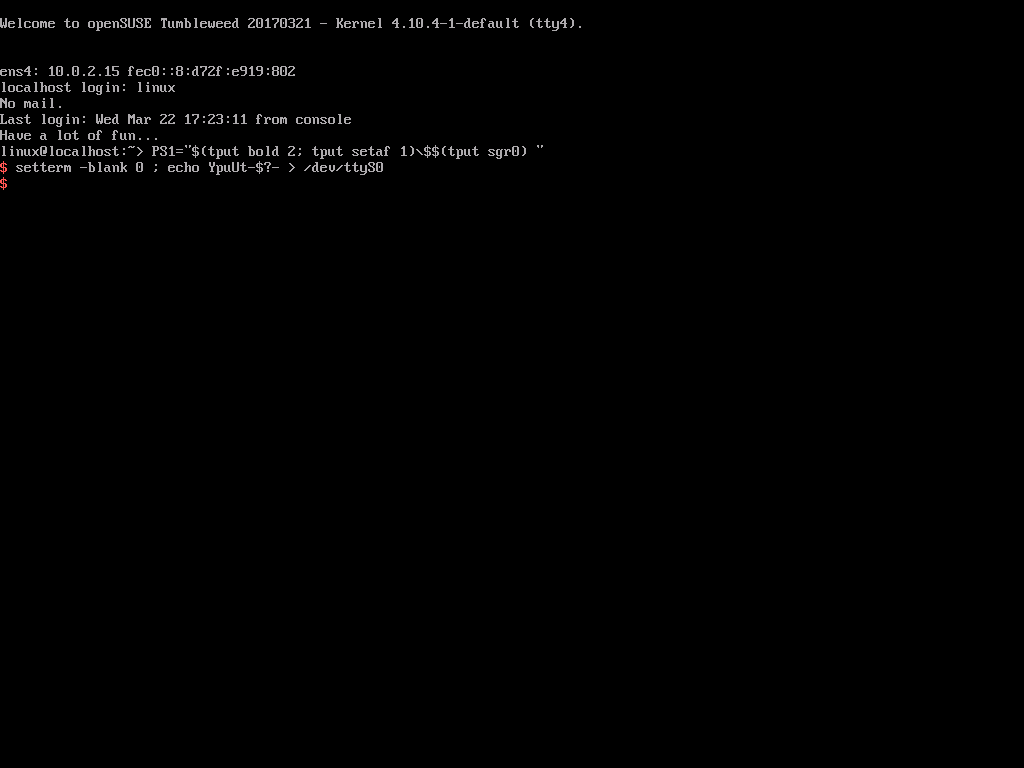 Welcome to openSUSE Tumbleweed 20170321 - Kernel 4.10.4-1-default (tty4).
ens4: 10.0.2.15 fec0::8:d72f:e919:802
localhost login: linux
No mail.
Last login: Wed Mar 22 17:23:11 from console
Have a lot of fun...
linux@localhost:~> PS1="$(tput bold 2; tput setaf 1)\$$(tput sgr0) "
$ setterm -blank 0 ; echo YpuUt-$?- > /dev/ttyS0
$